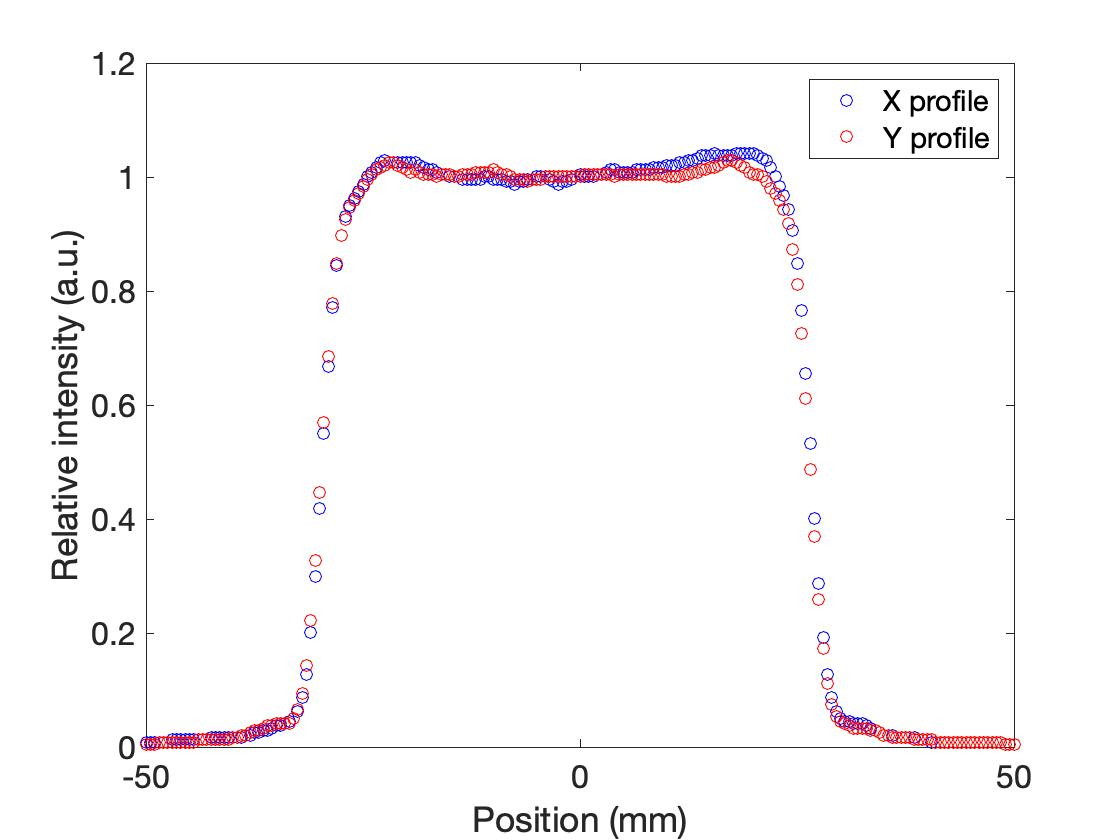 1.2
1
0.8
0.6
0.4
0.2
0
-50
0
50
Relative intensity (a.u.)
Position (mm)
X profile
Y profile